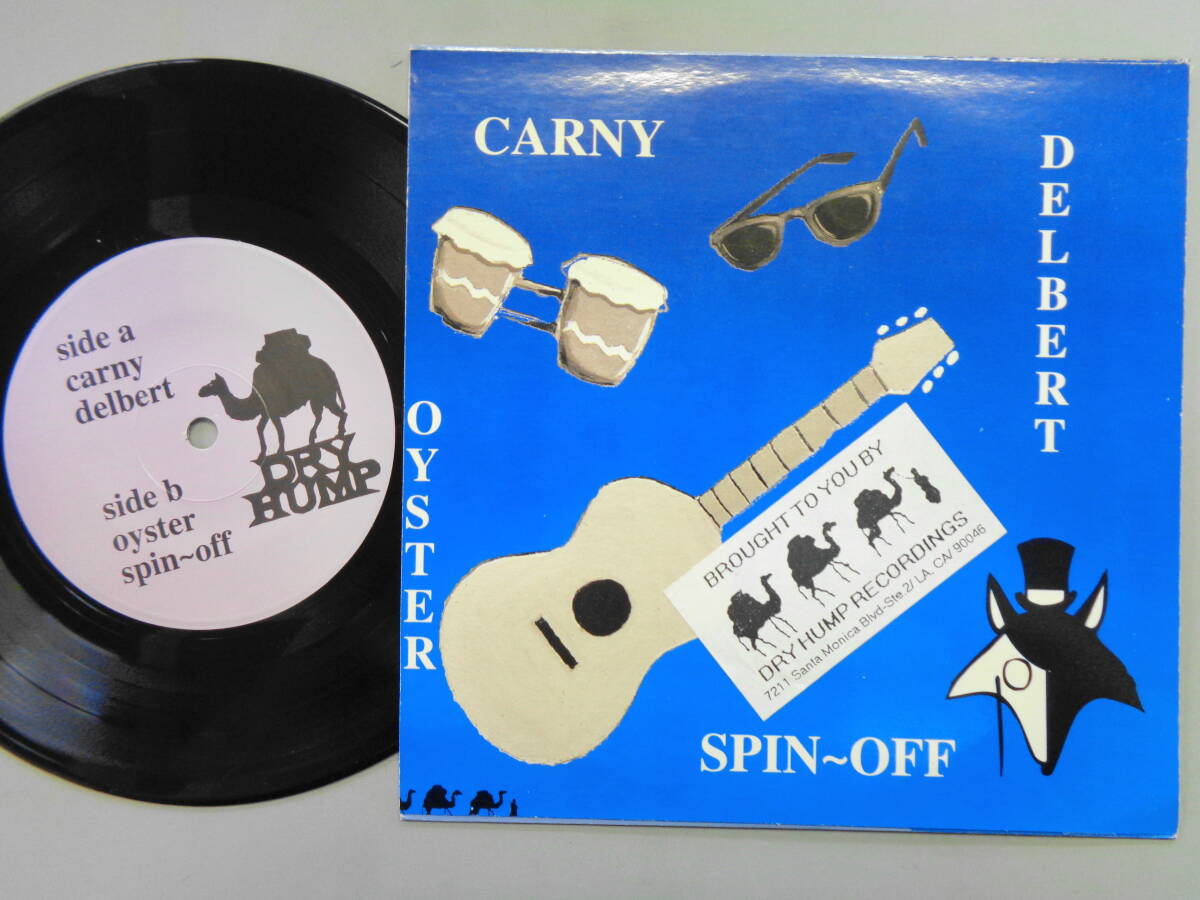 side a
carny
delbert
DRY
HUMP
side b
oyster
spin~off
CARNY
DELBERT
OYSTER
BROUGHT TO YOU BY
DRY HUMP RECORDINGS
7211 Santa Monica Blvd-Ste.2/ LA, CA/ 90046
SPIN~OFF